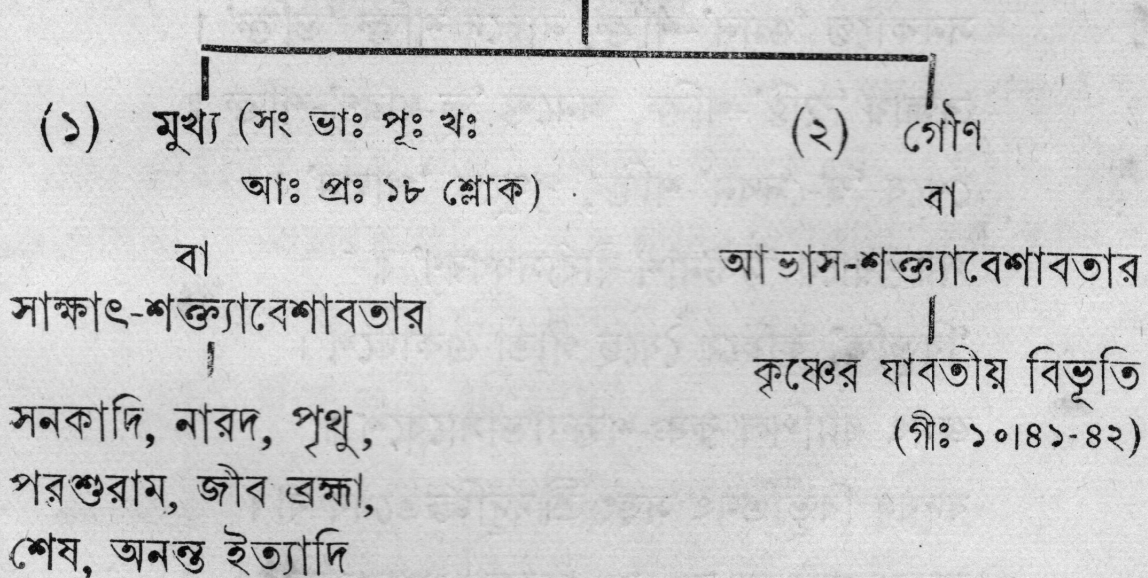 (১) মুখ্য (সং ভাঃ পূঃ খঃ
আঃ প্রঃ ১৮ শ্লোক)
বা
সাক্ষাৎ-শক্ত্যাবেশাবতার
সনকাদি, নারদ, পৃথু,
পরশুরাম, জীব ব্রহ্মা,
শেষ, অনন্ত ইত্যাদি
(২) গৌণ
বা
আভাস-শক্ত্যাবেশাবতার
কৃষ্ণের যাবতীয় বিভূতি
(গীঃ ১০।৪১-৪২)